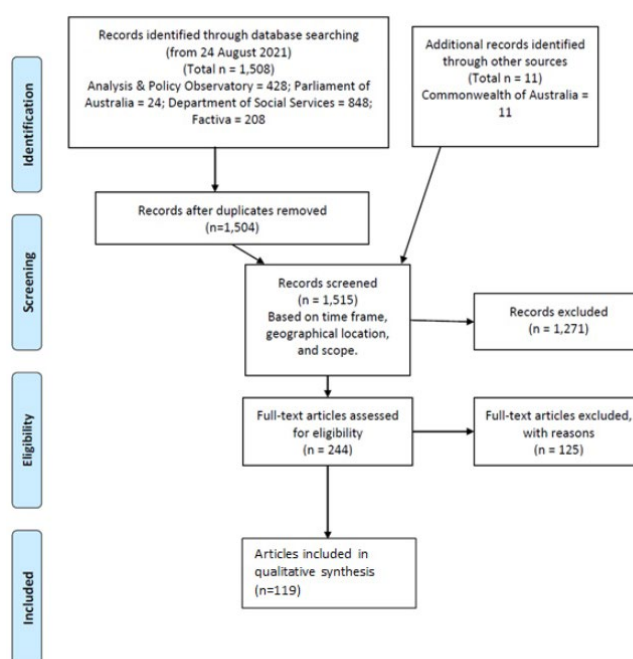 Identification
Records identified through database searching
(from 24 August 2021)
(Total n = 1,508)
Analysis & Policy Observatory = 428; Parliament of
Australia = 24; Department of Social Services = 848;
Factiva = 208
Additional records identified
through other sources
(Total n = 11)
Commonwealth of Australia =
11
Records after duplicates removed
(n=1,504)
Screening
Records screened
(n = 1,515)
Based on time frame,
geographical location,
and scope.
Records excluded
(n = 1,271)
Eligibility
Full-text articles assessed
for eligibility
(n = 244)
Full-text articles excluded,
with reasons
(n = 125)
Included
Articles included in
qualitative synthesis
(n=119)